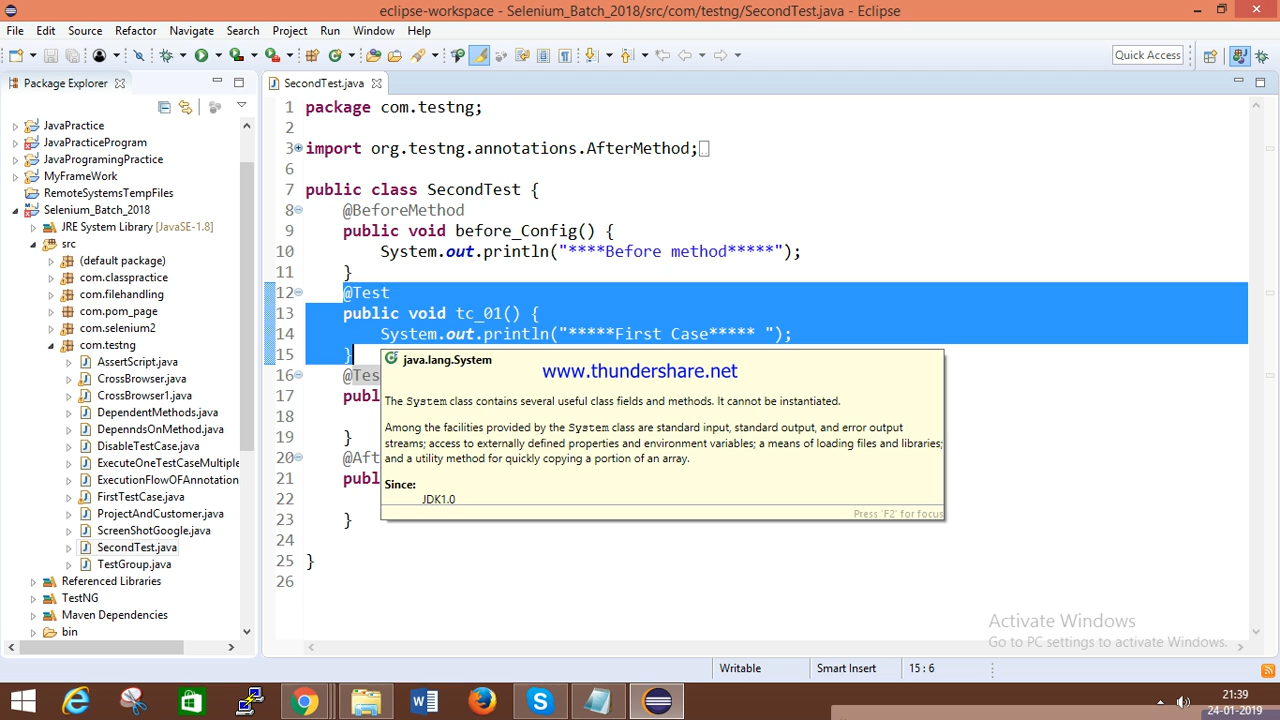 eclipse-workspace - Selenium_Batch_2018/src/com/testng/SecondTest.java - Eclipse
File Edit Source Refactor Navigate Search Project Run Window Help
Quick Access
Package Explorer
JavaPractice
JavaPracticeProgram
JavaProgramingPractice
MyFrameWork
RemoteSystemsTempFiles
Selenium_Batch_2018
JRE System Library [JavaSE-1.8]
src
(default package)
com.classpractice
com.filehandling
com.pom_page
com.selenium2
com.testng
AssertScript.java
CrossBrowser.java
CrossBrowser1.java
DependentMethods.java
DepenndsOnMethod.java
DisableTestCase.java
ExecuteOneTestCaseMultiple
ExecutionFlowOFAnnotation
FirstTestCase.java
ProjectAndCustomer.java
ScreenShotGoogle.java
SecondTest.java
TestGroup.java
Referenced Libraries
TestNG
Maven Dependencies
bin
SecondTest.java
1 package com.testng;
2
3 import org.testng.annotations.AfterMethod;
6
7 public class SecondTest {
8 @BeforeMethod
9 public void before_Config() {
10 System.out.println("****Before method*****");
11 }
12 @Test
13 public void tc_01() {
14 System.out.println("*****First Case***** ");
15 }
16 @Tes
17 publ
18
19 }
20 @Aft
21 publ
22
23 }
24
25 }
26
java.lang.System
www.thundershare.net
The System class contains several useful class fields and methods. It cannot be instantiated.
Among the facilities provided by the System class are standard input, standard output, and error output
streams; access to externally defined properties and environment variables; a means of loading files and libraries;
and a utility method for quickly copying a portion of an array.
Since:
JDK1.0
Press 'F2' for focus
Activate Windows
Go to PC settings to activate Windows.
Writable Smart Insert 15 : 6
21:39
24-01-2019